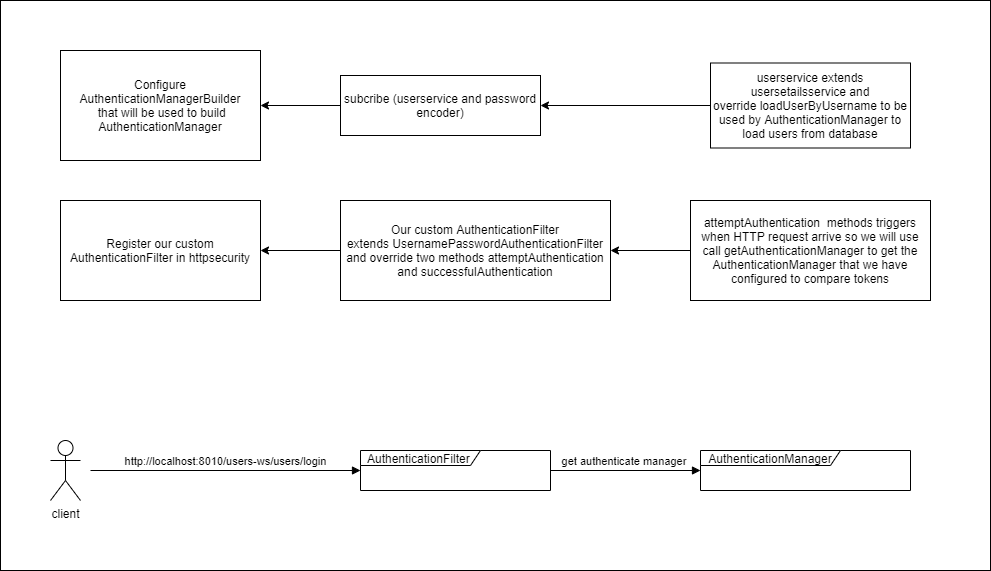 Configure
AuthenticationManagerBuilder
that will be used to build
AuthenticationManager
subcribe (userservice and password
encoder)
userservice extends
usersetailsservice and
override loadUserByUsername to be
used by AuthenticationManager to
load users from database
Register our custom
AuthenticationFilter in httpsecurity
Our custom AuthenticationFilter
extends UsernamePasswordAuthenticationFilter
and override two methods attemptAuthentication
and successfulAuthentication
attemptAuthentication methods triggers
when HTTP request arrive so we will use
call getAuthenticationManager to get the
AuthenticationManager that we have
configured to compare tokens
http://localhost:8010/users-ws/users/login
AuthenticationFilter
get authenticate manager
AuthenticationManager
client